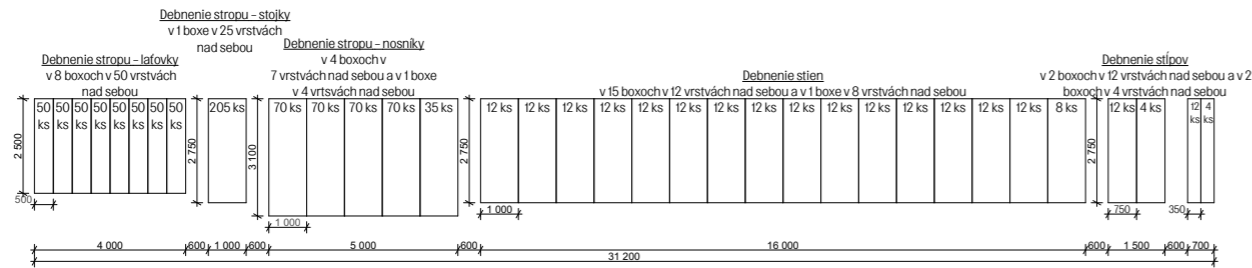 Debnenie stropu – stojky
v 1 boxe v 25 vrstvách
nad sebou
Debnenie stropu – laťovky
v 8 boxoch v 50 vrstvách
nad sebou
Debnenie stropu – nosníky
v 4 boxoch v
7 vrstvách nad sebou a v 1 boxe
v 4 vrtsvách nad sebou
Debnenie stien
v 15 boxoch v 12 vrstvách nad sebou a v 1 boxe v 8 vrstvách nad sebou
Debnenie stĺpov
v 2 boxoch v 12 vrstvách nad sebou a v 2
boxoch v 4 vrstvách nad sebou
50 50 50 50 50 50 50 50
ks ks ks ks ks ks ks ks
205 ks
70 ks 70 ks 70 ks 70 ks 35 ks
12 ks 12 ks 12 ks 12 ks 12 ks 12 ks 12 ks 12 ks 12 ks 12 ks 12 ks 12 ks 12 ks 12 ks 12 ks 8 ks
12 ks 4 ks
12 4
ks ks
2 500
2 750
3 100
2 750
2 750
500
1 000
1 000
750
350
4 000 600 1 000 600 5 000 600 16 000 600 1 500 600 700
31 200